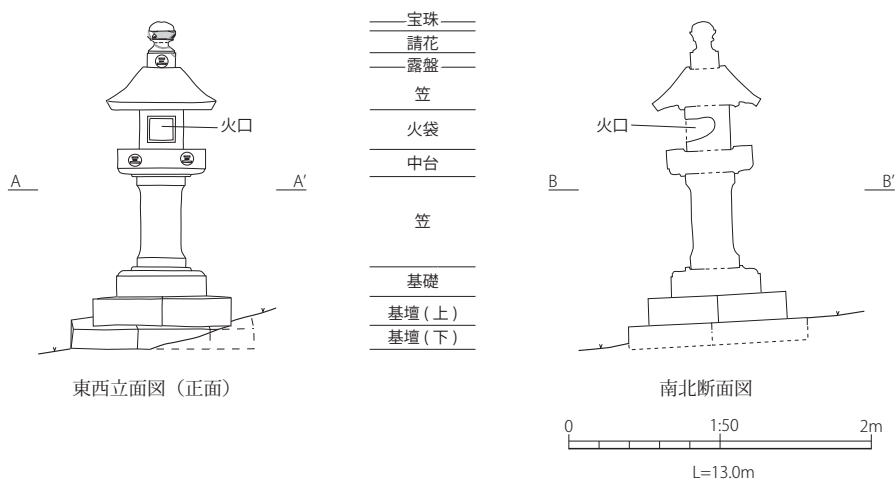 宝珠
請花
露盤
笠
火口
火袋
火口
中台
A
A'
B
B'
笠
基礎
基壇(上)
基壇(下)
東西立面図(正面)
南北断面図
0
1:50
2m
L=13.0m